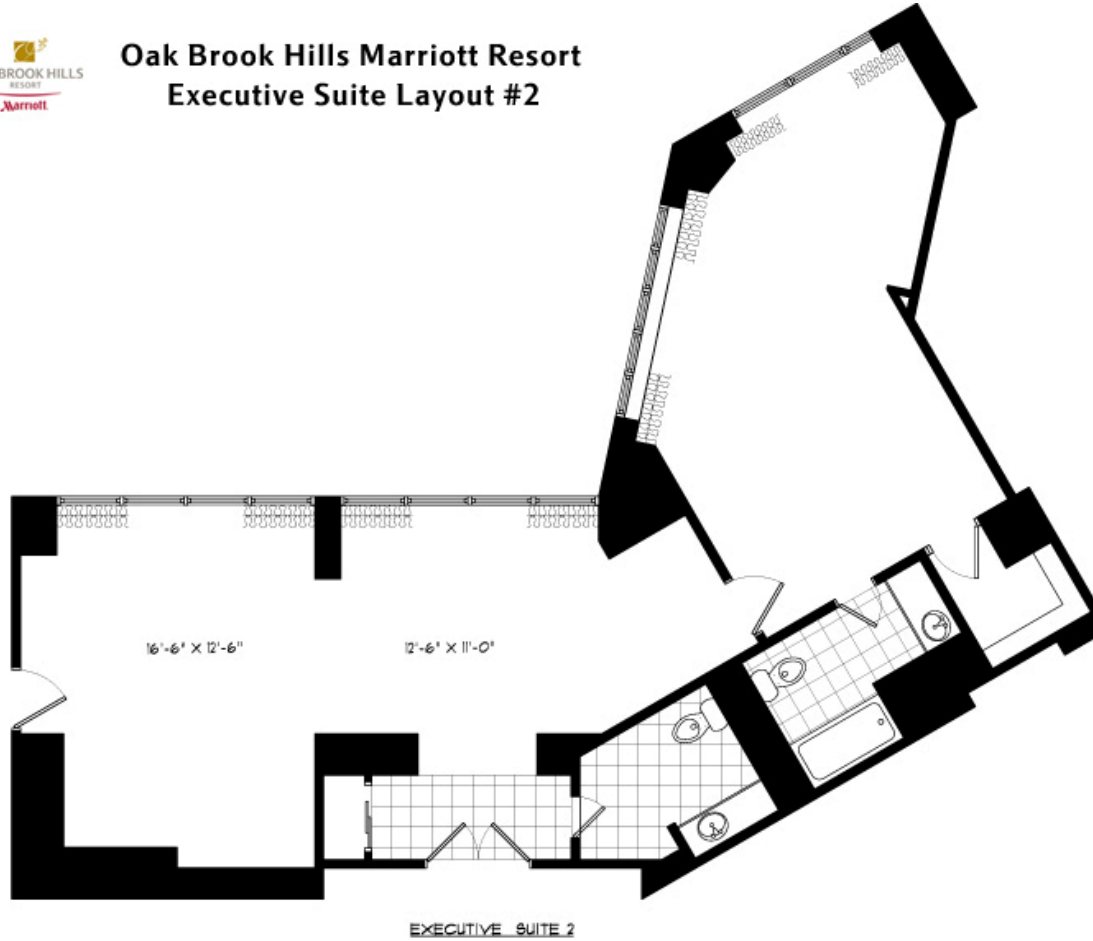 BROOK HILLS
RESORT
Marriott
Oak Brook Hills Marriott Resort
Executive Suite Layout #2
16'-6" X 12'-6"
12'-6" X 11'-0"
EXECUTIVE SUITE 2